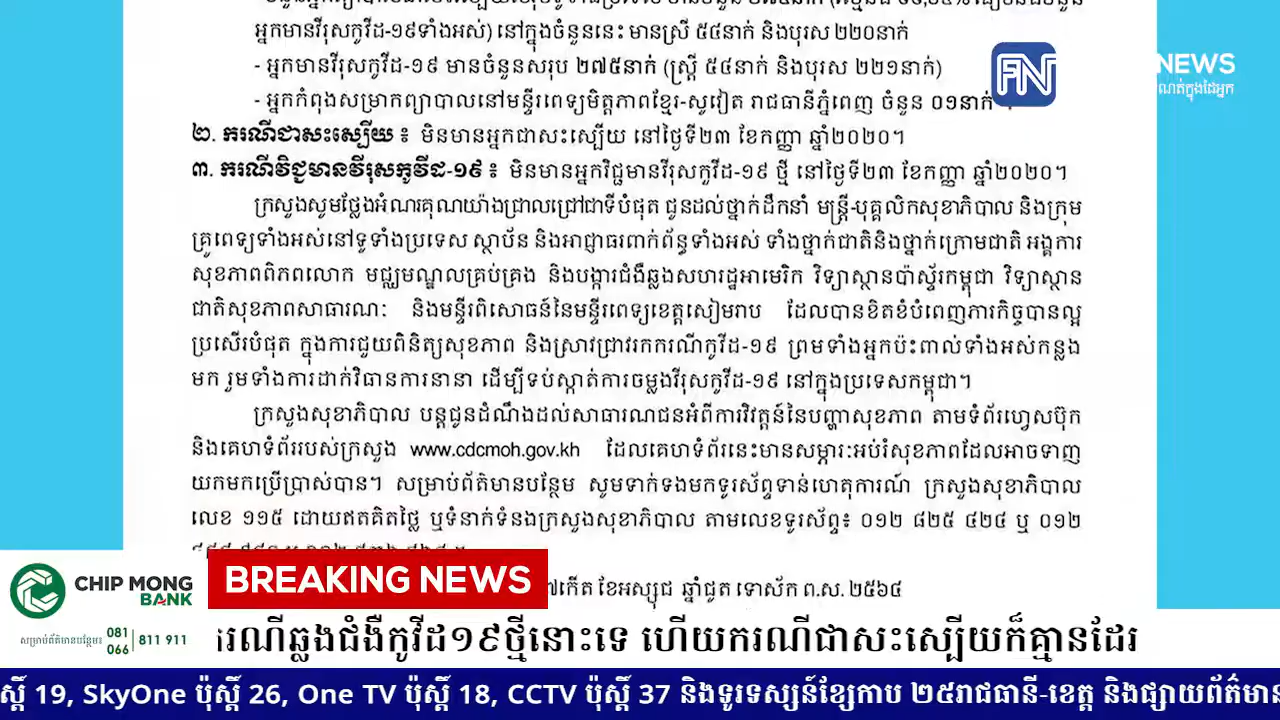 អ្នកមានវីរុសកូវីដ-១៩ទាំងអស់) នៅក្នុងចំនួននេះ មានស្រី ៥៤នាក់ និងបុរស ២២០នាក់
- អ្នកមានវីរុសកូវីដ-១៩ មានចំនួនសរុប ២៧៥នាក់ (ស្ត្រី ៥៤នាក់ និងបុរស ២២១នាក់)
- អ្នកកំពុងសម្រាកព្យាបាលនៅមន្ទីរពេទ្យមិត្តភាពខ្មែរ-សូវៀត រាជធានីភ្នំពេញ ចំនួន ០១នាក់
FN
NEWS
ណត់ក្នុងដៃអ្នក
២. ករណីជាសះស្បើយ ៖ មិនមានអ្នកជាសះស្បើយ នៅថ្ងៃទី២៣ ខែកញ្ញា ឆ្នាំ២០២០។
៣. ករណីវិជ្ជមានវីរុសកូវីដ-១៩ ៖ មិនមានអ្នកវិជ្ជមានវីរុសកូវីដ-១៩ ថ្មី នៅថ្ងៃទី២៣ ខែកញ្ញា ឆ្នាំ២០២០។
ក្រសួងសូមថ្លែងអំណរគុណយ៉ាងជ្រាលជ្រៅជាទីបំផុត ជូនដល់ថ្នាក់ដឹកនាំ មន្ត្រី-បុគ្គលិកសុខាភិបាល និងក្រុម
គ្រូពេទ្យទាំងអស់នៅទូទាំងប្រទេស ស្ថាប័ន និងអាជ្ញាធរពាក់ព័ន្ធទាំងអស់ ទាំងថ្នាក់ជាតិនិងថ្នាក់ក្រោមជាតិ អង្គការ
សុខភាពពិភពលោក មជ្ឈមណ្ឌលគ្រប់គ្រង និងបង្ការជំងឺឆ្លងសហរដ្ឋអាមេរិក វិទ្យាស្ថានប៉ាស្ទ័រកម្ពុជា វិទ្យាស្ថាន
ជាតិសុខភាពសាធារណៈ និងមន្ទីរពិសោធន៍នៃមន្ទីរពេទ្យខេត្តសៀមរាប ដែលបានខិតខំបំពេញភារកិច្ចបានល្អ
ប្រសើរបំផុត ក្នុងការជួយពិនិត្យសុខភាព និងស្រាវជ្រាវរកករណីកូវីដ-១៩ ព្រមទាំងអ្នកប៉ះពាល់ទាំងអស់កន្លង
មក រួមទាំងការដាក់វិធានការនានា ដើម្បីទប់ស្កាត់ការចម្លងវីរុសកូវីដ-១៩ នៅក្នុងប្រទេសកម្ពុជា។
ក្រសួងសុខាភិបាល បន្តជូនដំណឹងដល់សាធារណជនអំពីការវិវត្តន៍នៃបញ្ហាសុខភាព តាមទំព័រហ្វេសប៊ុក
និងគេហទំព័ររបស់ក្រសួង www.cdcmoh.gov.kh ដែលគេហទំព័រនេះមានសម្ភារៈអប់រំសុខភាពដែលអាចទាញ
យកមកប្រើប្រាស់បាន។ សម្រាប់ព័ត៌មានបន្ថែម សូមទាក់ទងមកទូរស័ព្ទទាន់ហេតុការណ៍ ក្រសួងសុខាភិបាល
លេខ ១១៥ ដោយឥតគិតថ្លៃ ឬទំនាក់ទំនងក្រសួងសុខាភិបាល តាមលេខទូរស័ព្ទ៖ ០១២ ៨២៥ ៤២៤ ឬ ០១២
៧កើត ខែអស្សុជ ឆ្នាំជូត ទោស័ក ព.ស. ២៥៦៤
CHIP MONG
BANK
សម្រាប់ព័ត៌មានបន្ថែម៖ 081 066 811 911
BREAKING NEWS
ករណីឆ្លងជំងឺកូវីដ១៩ថ្មីនោះទេ ហើយករណីជាសះស្បើយក៏គ្មានដែរ
ស្តិ៍ 19, SkyOne ប៉ុស្តិ៍ 26, One TV ប៉ុស្តិ៍ 18, CCTV ប៉ុស្តិ៍ 37 និងទូរទស្សន៍ខ្សែកាប ២៥រាជធានី-ខេត្ត និងផ្សាយព័ត៌មាន